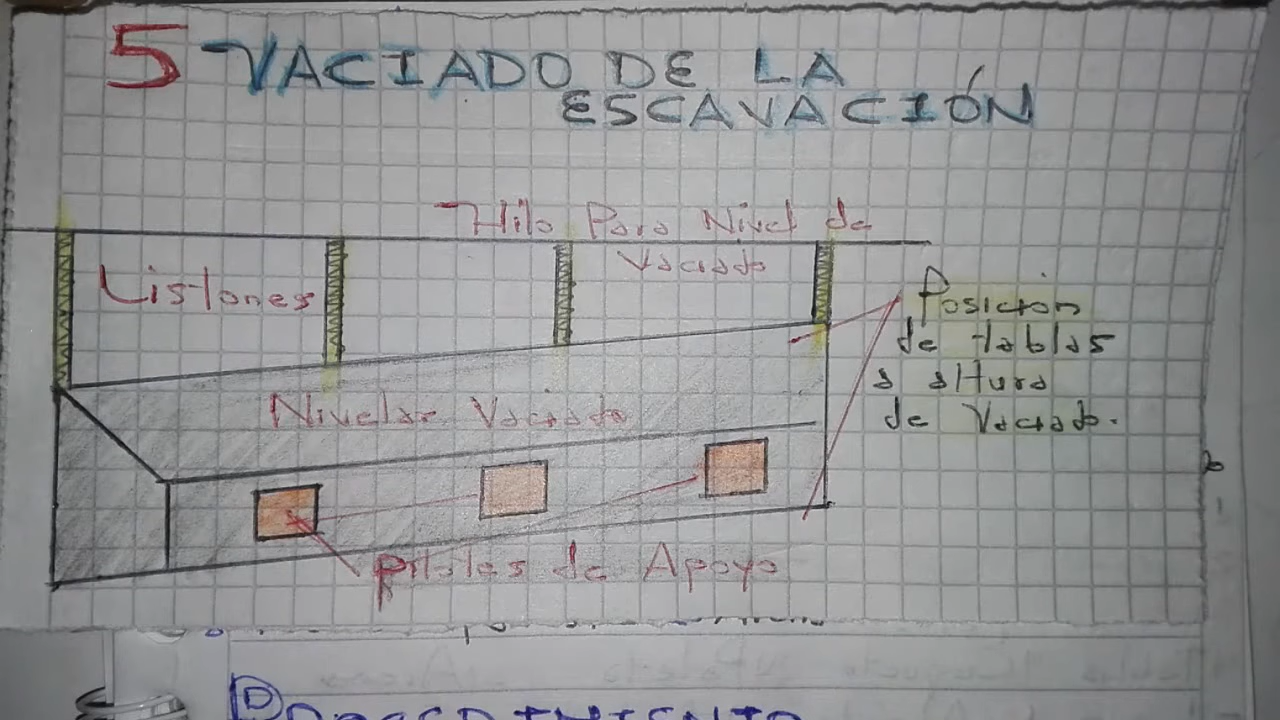 5 VACIADO DE LA
ESCAVACIÓN
Hilo Para Nivel de
Vaciado
Listones
Posicion
de tablas
a altura
de Vaciado.
Nivelar Vaciado
Pilotes de Apoyo
PROCEDIMIENTO